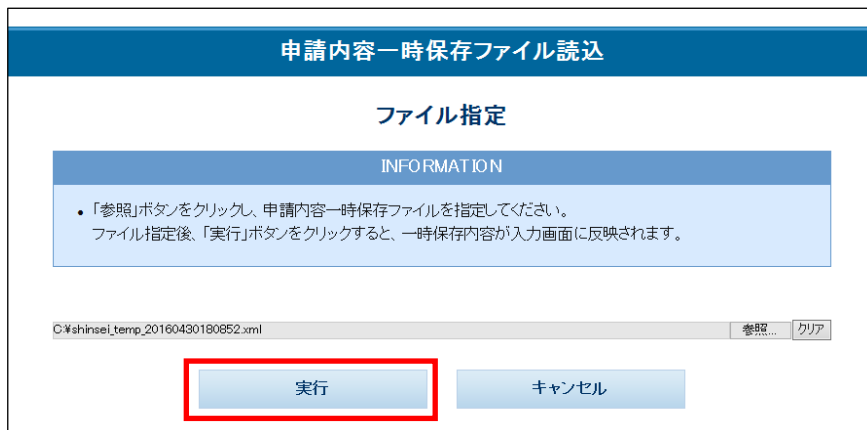 申請内容一時保存ファイル読込
ファイル指定
INFORMATION
• 「参照」ボタンをクリックし、申請内容一時保存ファイルを指定してください。
ファイル指定後、「実行」ボタンをクリックすると、一時保存内容が入力画面に反映されます。
C:¥shinsei_temp_20160430180852.xml 参照... クリア
実行 キャンセル